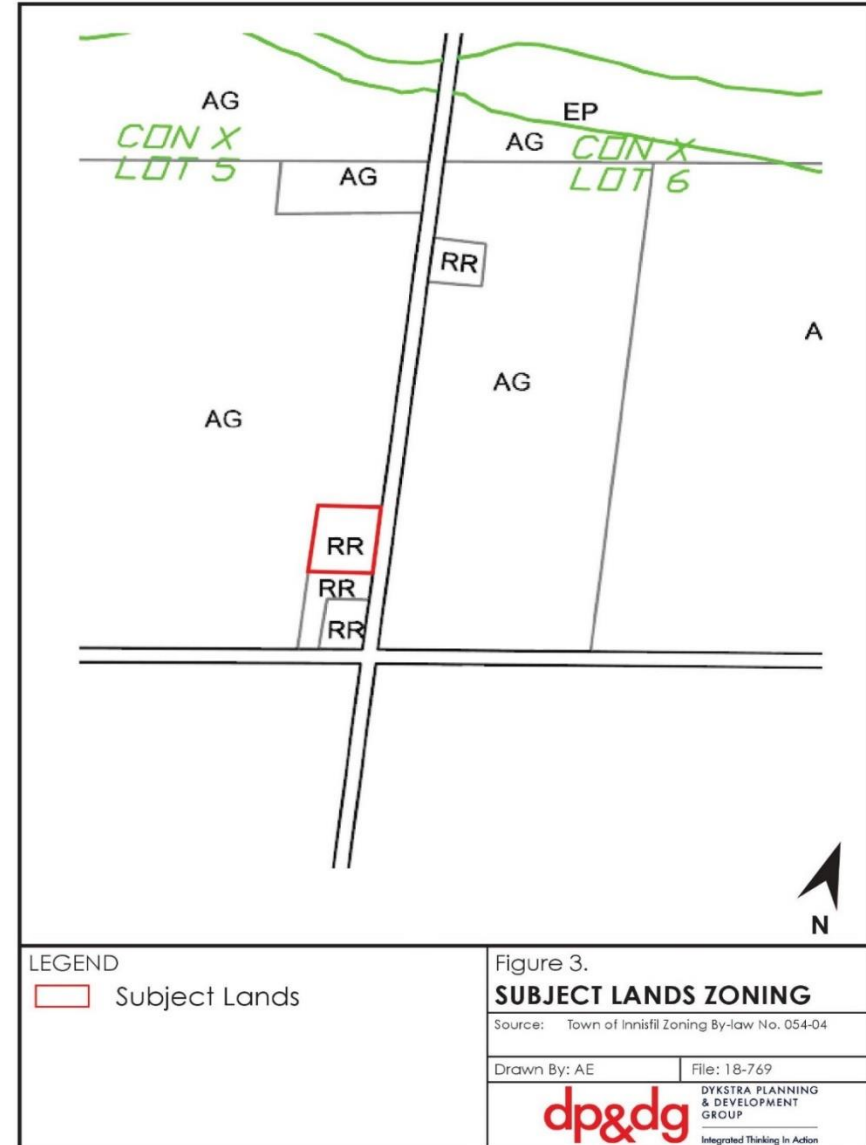 AG
EP
AG
CON X
LOT 5
CON X
LOT 6
AG
RR
A
AG
AG
RR
RR
RR
N
LEGEND
Subject Lands
Figure 3.
SUBJECT LANDS ZONING
Source: Town of Innisfil Zoning By-law No. 054-04
Drawn By: AE
File: 18-769
dp&dg
DYKSTRA PLANNING
& DEVELOPMENT
GROUP
Integrated Thinking In Action